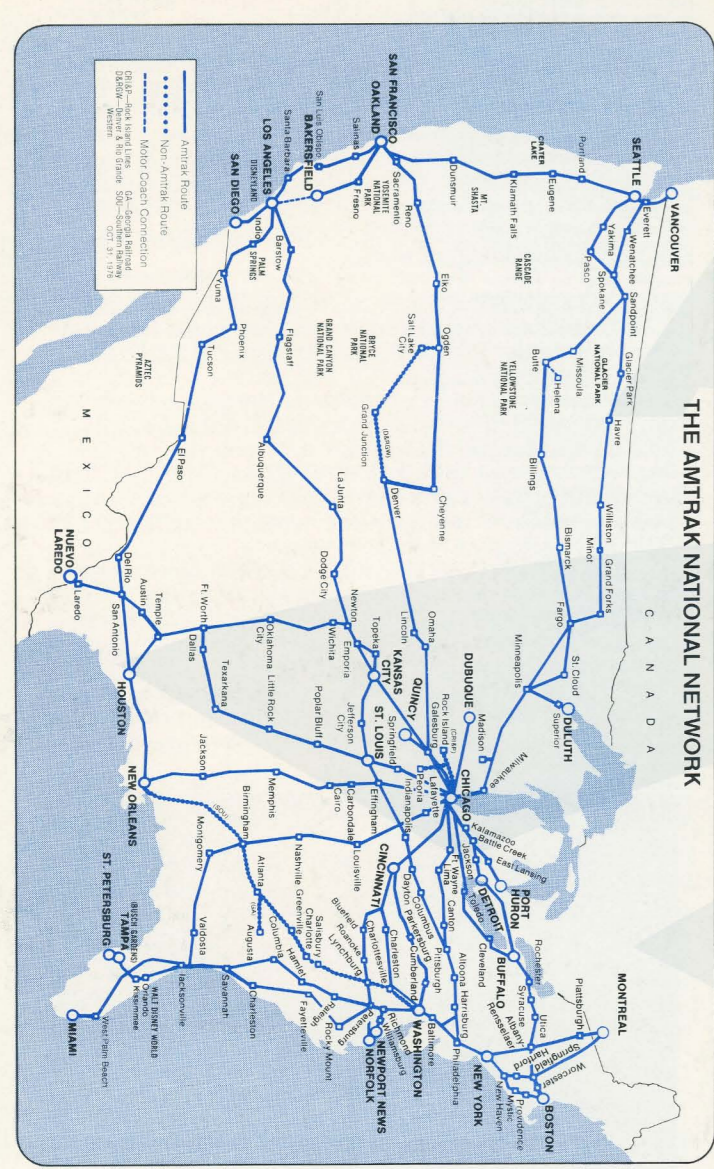 THE AMTRAK NATIONAL NETWORK
CANADA
VANCOUVER
SEATTLE
Everett
Wenatchee
Yakima
Pasco
Spokane
Sandpoint
Glacier Park
GLACIER
NATIONAL PARK
Havre
Williston
Minot
Grand Forks
Portland
Eugene
CRATER
LAKE
Klamath Falls
MT
SHASTA
Dunsmuir
CASCADE
RANGE
Missoula
Butte
Helena
YELLOWSTONE
NATIONAL PARK
Billings
Bismarck
Fargo
St. Cloud
Minneapolis
DULUTH
Superior
SAN FRANCISCO
OAKLAND
Sacramento
Reno
Elko
Ogden
Salt Lake
City
Grand Junction
(D&RGW)
Denver
Cheyenne
Lincoln
Omaha
YOSEMITE
NATIONAL
PARK
Salinas
Fresno
San Luis Obispo
BAKERSFIELD
Santa Barbara
LOS ANGELES
DISNEYLAND
SAN DIEGO
Indio
PALM
SPRINGS
Barstow
Yuma
Phoenix
Tucson
BRYCE
NATIONAL
PARK
GRAND CANYON
NATIONAL PARK
Flagstaff
Albuquerque
La Junta
Dodge City
Newton
Emporia
Topeka
KANSAS
CITY
Wichita
Oklahoma
City
Ft. Worth
Dallas
Temple
Austin
San Antonio
Del Rio
El Paso
AZTEC
PYRAMIDS
MEXICO
NUEVO
LAREDO
Laredo
HOUSTON
NEW ORLEANS
Texarkana
Little Rock
Poplar Bluff
Jefferson
City
ST. LOUIS
Springfield
QUINCY
Galesburg
Rock Island
(CRI&P)
Peoria
DUBUQUE
Madison
Milwaukee
CHICAGO
Lafayette
Indianapolis
Effingham
Carbondale
Cairo
Memphis
Jackson
(SOU)
Birmingham
Montgomery
Nashville
Louisville
CINCINNATI
Kalamazoo
Battle Creek
East Lansing
Jackson
PORT
HURON
DETROIT
Toledo
Ft. Wayne
Lima
Canton
Cleveland
BUFFALO
Rochester
Syracuse
Utica
Albany-
Rensselaer
Plattsburgh
MONTREAL
Springfield
Hartford
Worcester
BOSTON
Providence
Mystic
New Haven
NEW YORK
Philadelphia
Altoona
Harrisburg
Pittsburgh
Columbus
Dayton
Parkersburg
Cumberland
Baltimore
WASHINGTON
Charleston
Charlottesville
Bluefield
Roanoke
Lynchburg
Richmond
Williamsburg
Petersburg
NEWPORT NEWS
NORFOLK
Rocky Mount
Raleigh
Hamlet
Fayetteville
Salisbury
Charlotte
Greenville
Atlanta
(GA)
Augusta
Columbia
Charleston
Savannah
Jacksonville
Valdosta
WALT DISNEY WORLD
Orlando
Kissimmee
(BUSCH GARDENS)
TAMPA
ST. PETERSBURG
West Palm Beach
MIAMI
Amtrak Route
Non-Amtrak Route
Motor Coach Connection
CRI&P—Rock Island Lines GA—Georgia Railroad
D&RGW—Denver & Rio Grande SOU—Southern Railway
Western OCT. 31, 1976